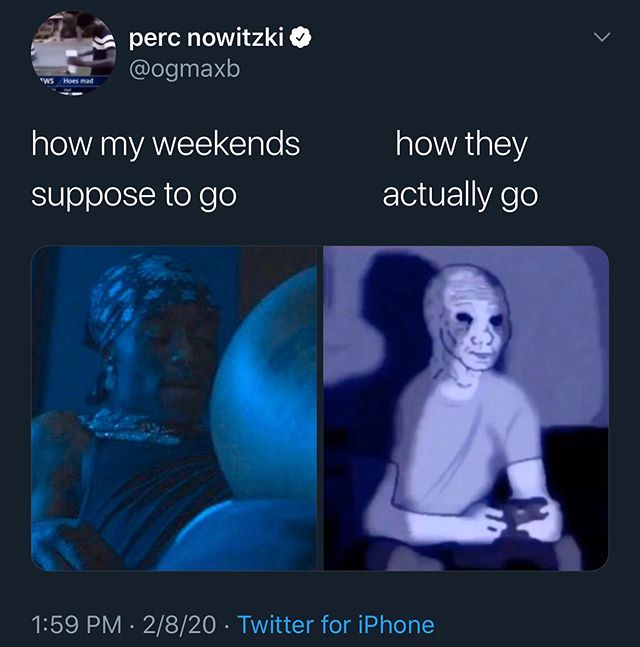 perc nowitzki
@ogmaxb
EWS Hoes mad
how my weekends
suppose to go
how they
actually go
1:59 PM · 2/8/20 · Twitter for iPhone